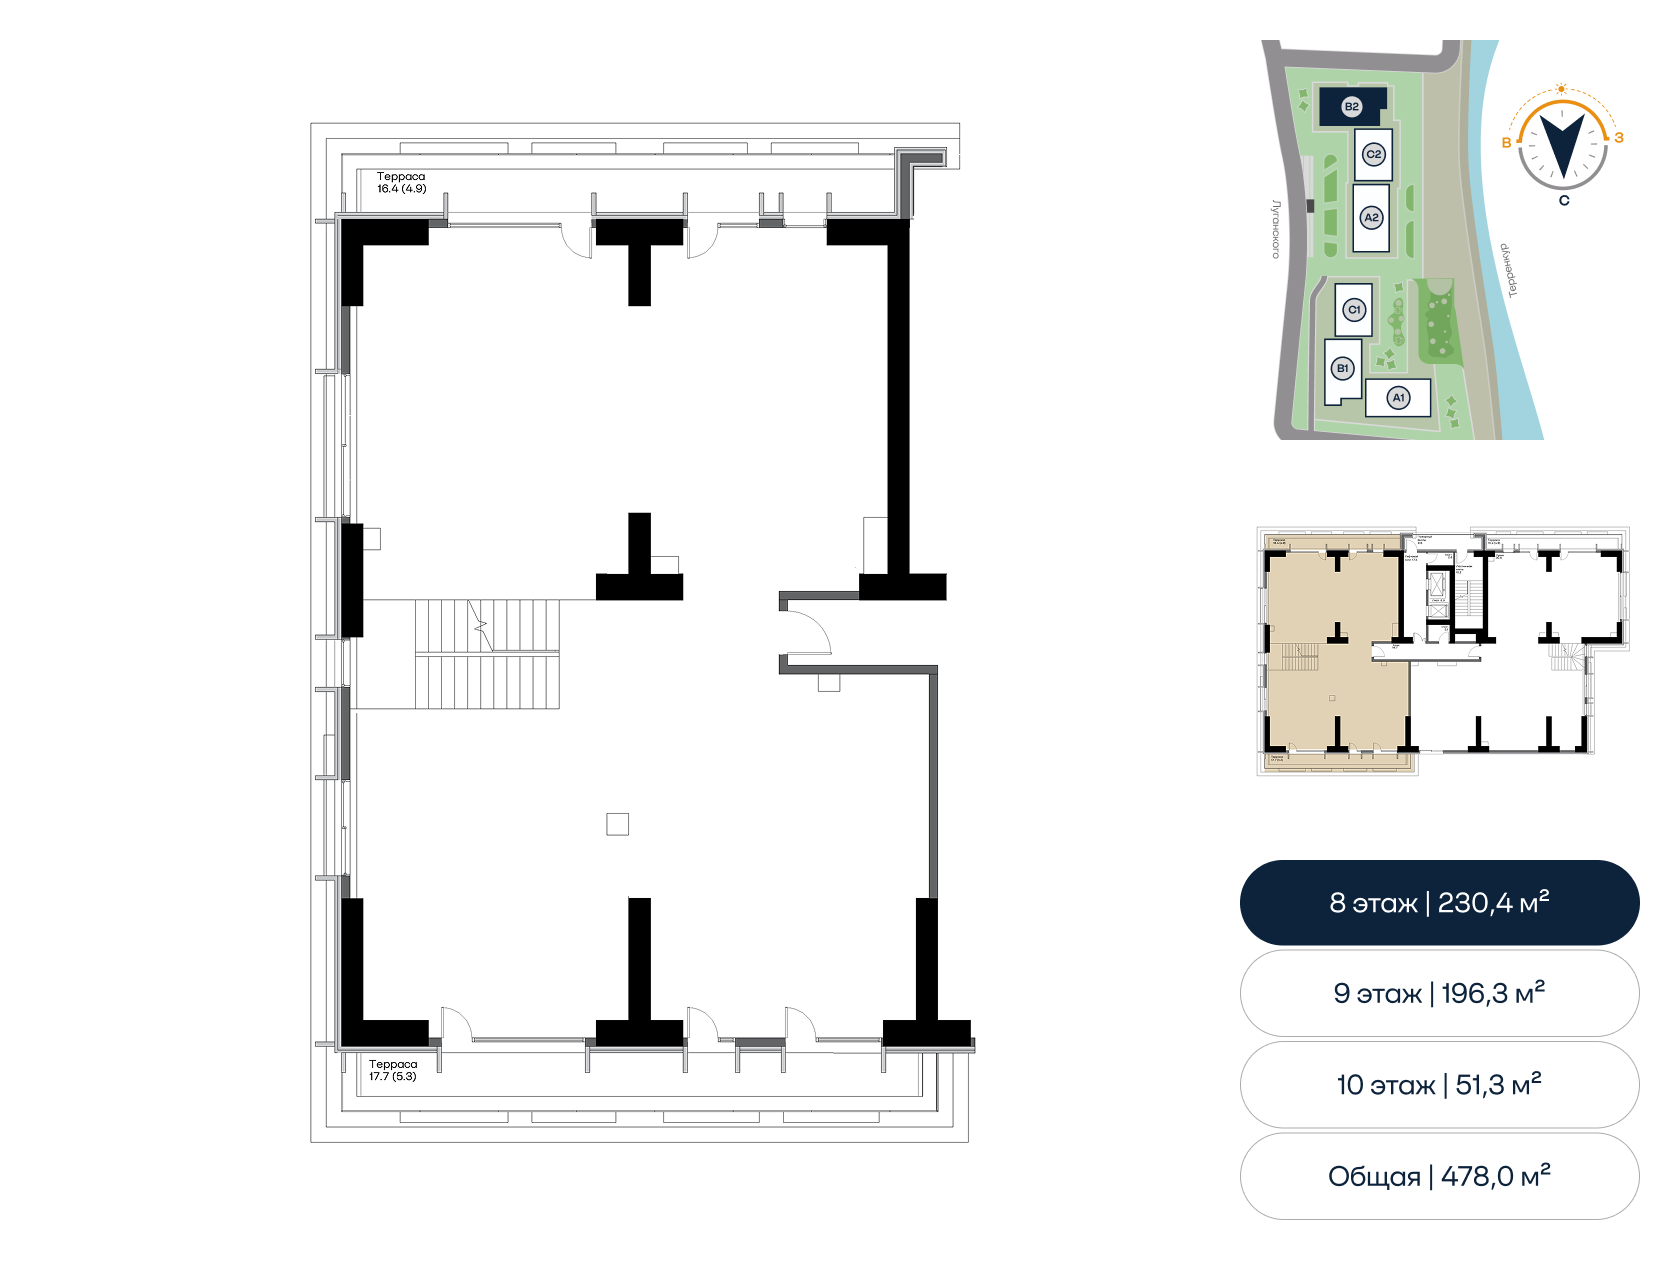 Терраса
16.4 (4.9)
Терраса
17.7 (5.3)
B2
C2
A2
C1
B1
A1
Луганского
Терренкур
В
З
С
8 этаж | 230,4 м²
9 этаж | 196,3 м²
10 этаж | 51,3 м²
Общая | 478,0 м²